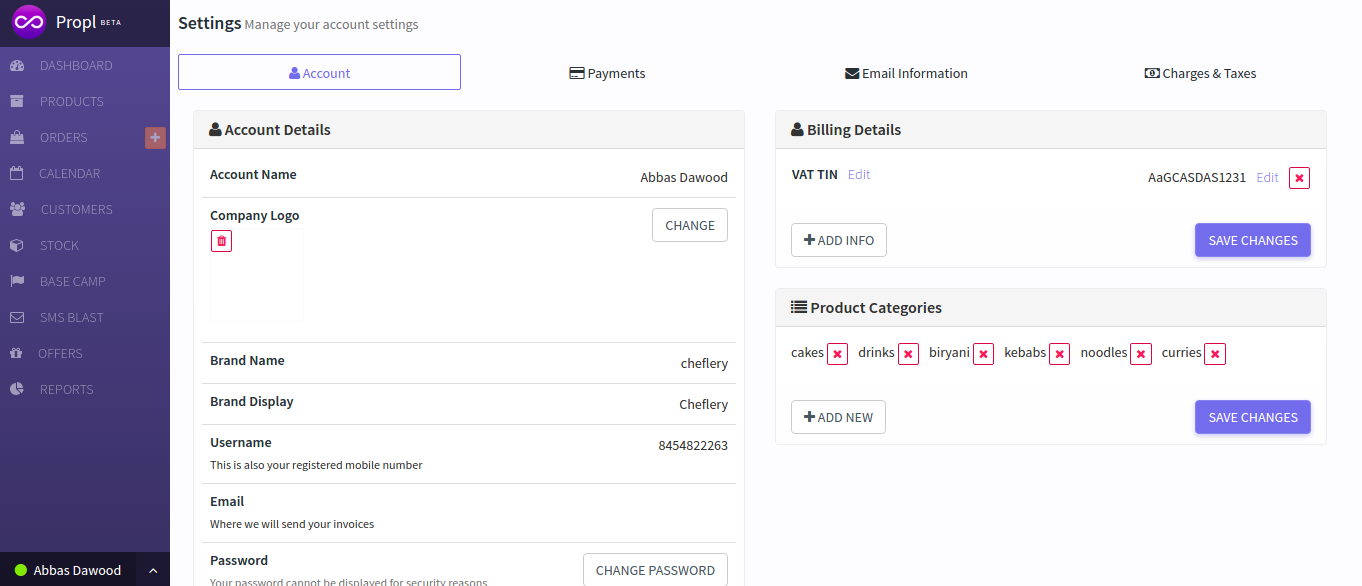 Propl BETA
DASHBOARD
PRODUCTS
ORDERS
CALENDAR
CUSTOMERS
STOCK
BASE CAMP
SMS BLAST
OFFERS
REPORTS
Abbas Dawood
Settings Manage your account settings
Account
Payments
Email Information
Charges & Taxes
Account Details
Account Name
Abbas Dawood
Company Logo
CHANGE
Brand Name
cheflery
Brand Display
Cheflery
Username
8454822263
This is also your registered mobile number
Email
Where we will send your invoices
Password
CHANGE PASSWORD
Your password cannot be displayed for security reasons
Billing Details
VAT TIN Edit
AaGCASDAS1231 Edit
ADD INFO
SAVE CHANGES
Product Categories
cakes drinks biryani kebabs noodles curries
ADD NEW
SAVE CHANGES